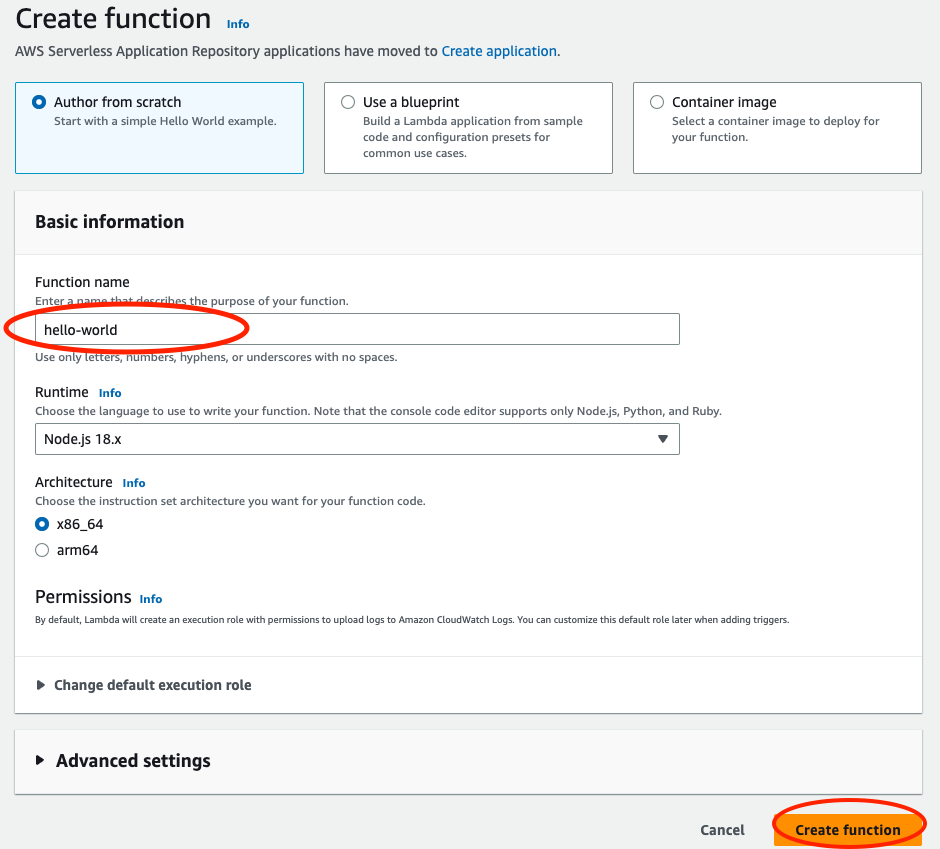 Create function Info
AWS Serverless Application Repository applications have moved to Create application.
Author from scratch
Start with a simple Hello World example.
Use a blueprint
Build a Lambda application from sample
code and configuration presets for
common use cases.
Container image
Select a container image to deploy for
your function.
Basic information
Function name
Enter a name that describes the purpose of your function.
hello-world
Use only letters, numbers, hyphens, or underscores with no spaces.
Runtime Info
Choose the language to use to write your function. Note that the console code editor supports only Node.js, Python, and Ruby.
Node.js 18.x
Architecture Info
Choose the instruction set architecture you want for your function code.
x86_64
arm64
Permissions Info
By default, Lambda will create an execution role with permissions to upload logs to Amazon CloudWatch Logs. You can customize this default role later when adding triggers.
Change default execution role
Advanced settings
Cancel Create function